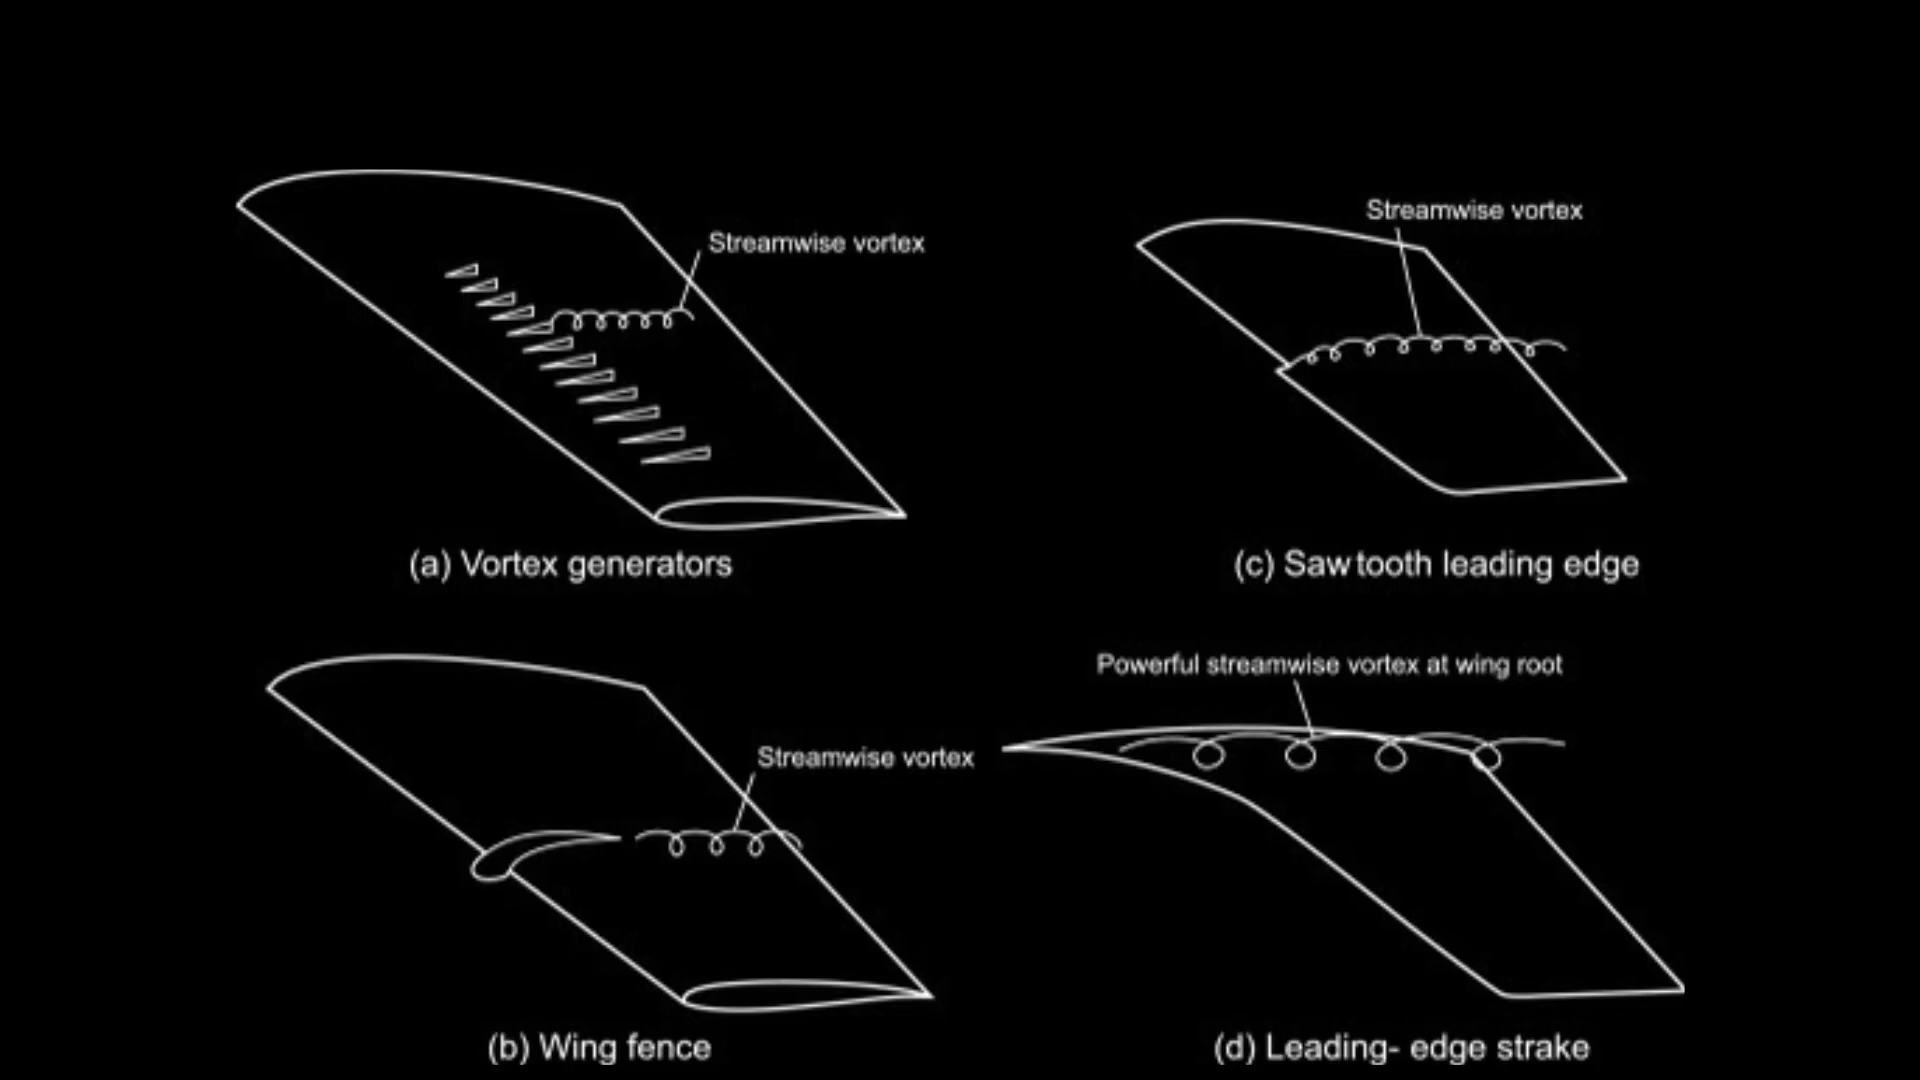 Streamwise vortex
(a) Vortex generators
Streamwise vortex
(c) Saw tooth leading edge
Streamwise vortex
(b) Wing fence
Powerful streamwise vortex at wing root
(d) Leading- edge strake